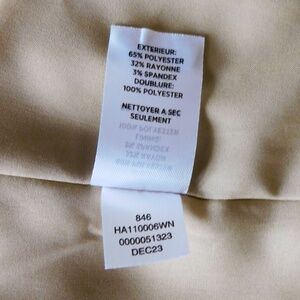 EXTERIEUR:
65% POLYESTER
32% RAYONNE
3% SPANDEX
DOUBLURE:
100% POLYESTER
NETTOYER A SEC
SEULEMENT
846
HA110006WN
0000051323
DEC23